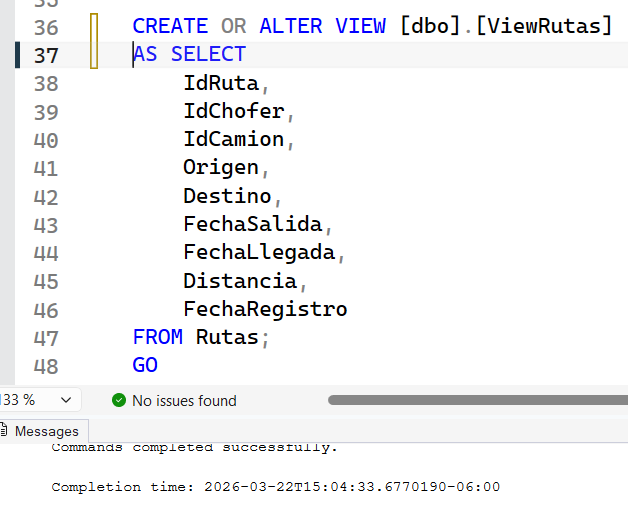 35
36 CREATE OR ALTER VIEW [dbo].[ViewRutas]
37 AS SELECT
38 IdRuta,
39 IdChofer,
40 IdCamion,
41 Origen,
42 Destino,
43 FechaSalida,
44 FechaLlegada,
45 Distancia,
46 FechaRegistro
47 FROM Rutas;
48 GO
133 % No issues found
Messages
Commands completed successfully.
Completion time: 2026-03-22T15:04:33.6770190-06:00